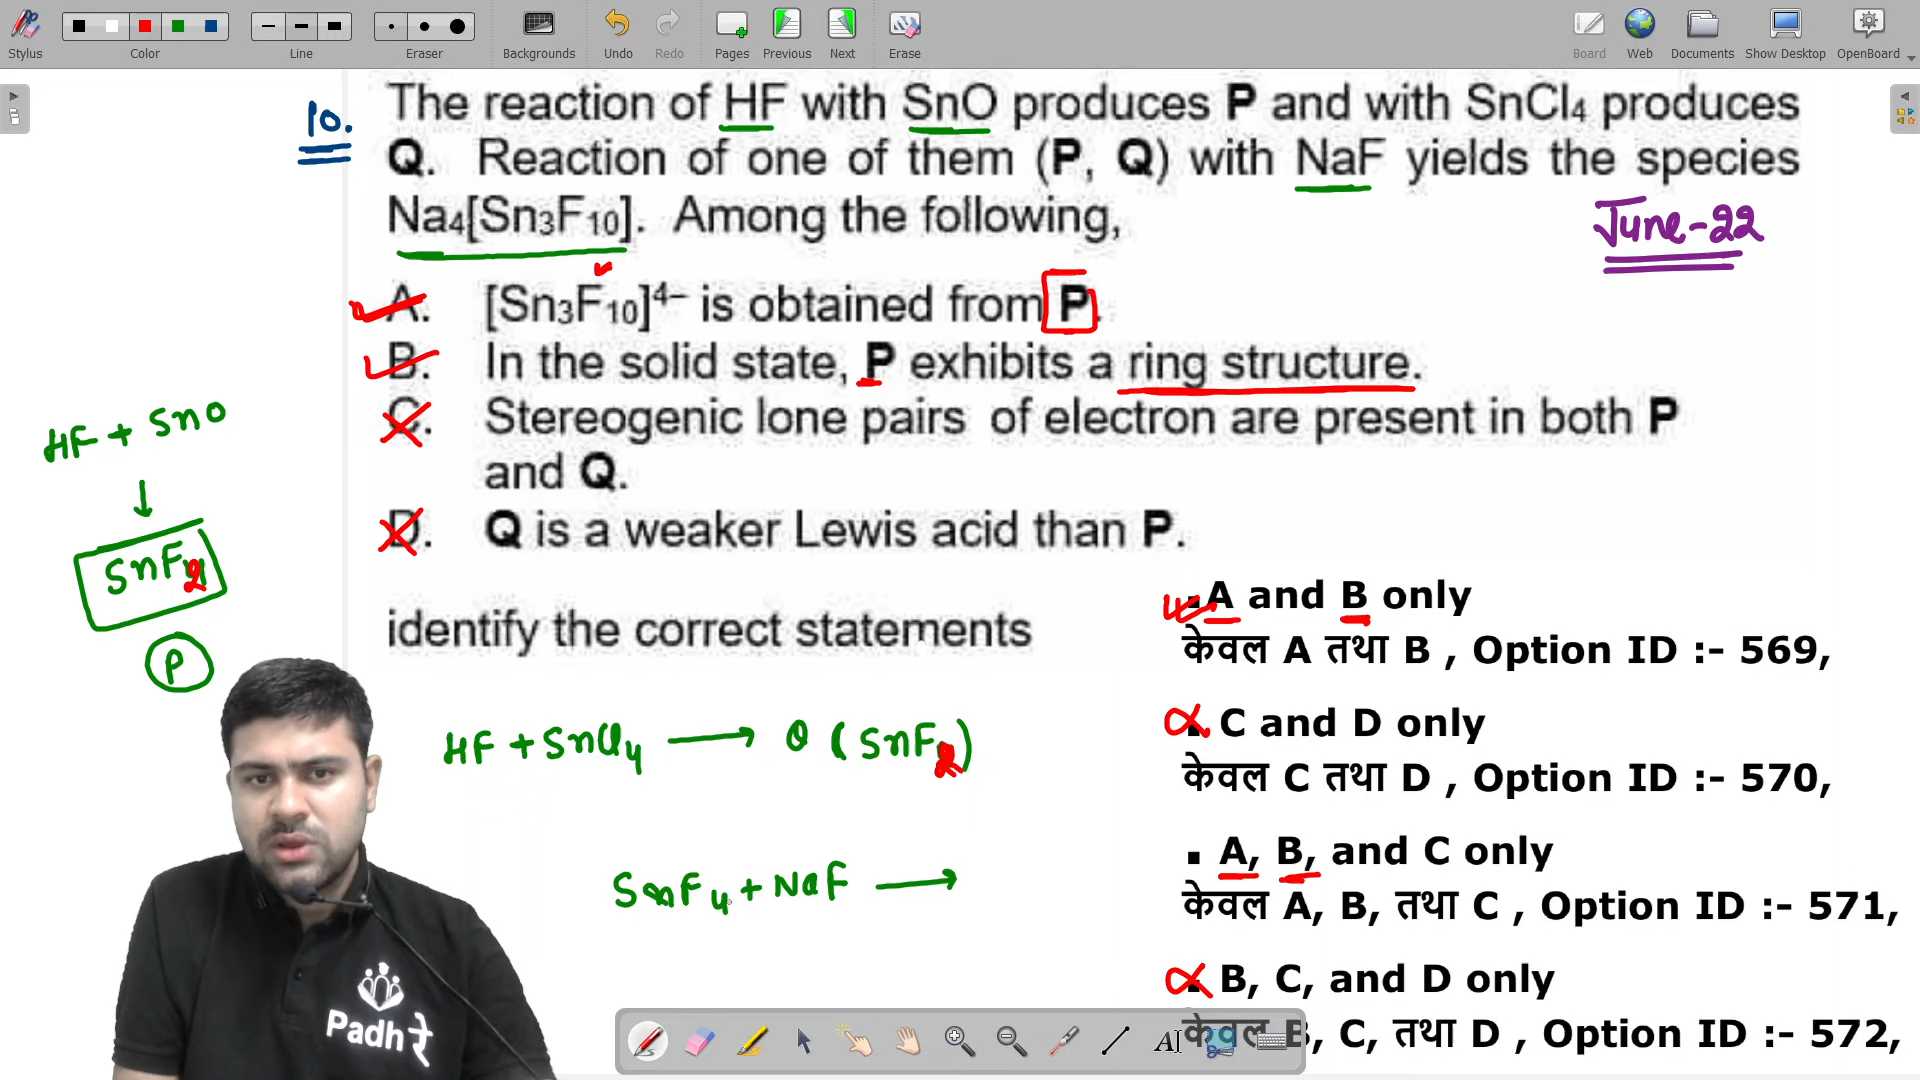 Stylus Color Line Eraser Backgrounds Undo Redo Pages Previous Next Erase Board Web Documents Show Desktop OpenBoard
10. The reaction of HF with SnO produces P and with SnCl4 produces
Q. Reaction of one of them (P, Q) with NaF yields the species
Na4[Sn3F10]. Among the following,
June-22
A. [Sn3F10]4– is obtained from P.
B. In the solid state, P exhibits a ring structure.
C. Stereogenic lone pairs of electron are present in both P
and Q.
D. Q is a weaker Lewis acid than P.
identify the correct statements
HF + SnO
↓
SnF2
P
HF + SnCl4 → Q (SnF2)
SnF4 + NaF →
A and B only
केवल A तथा B , Option ID :- 569,
C and D only
केवल C तथा D , Option ID :- 570,
A, B, and C only
केवल A, B, तथा C , Option ID :- 571,
B, C, and D only
केवल B, C, तथा D , Option ID :- 572,
Padhरे